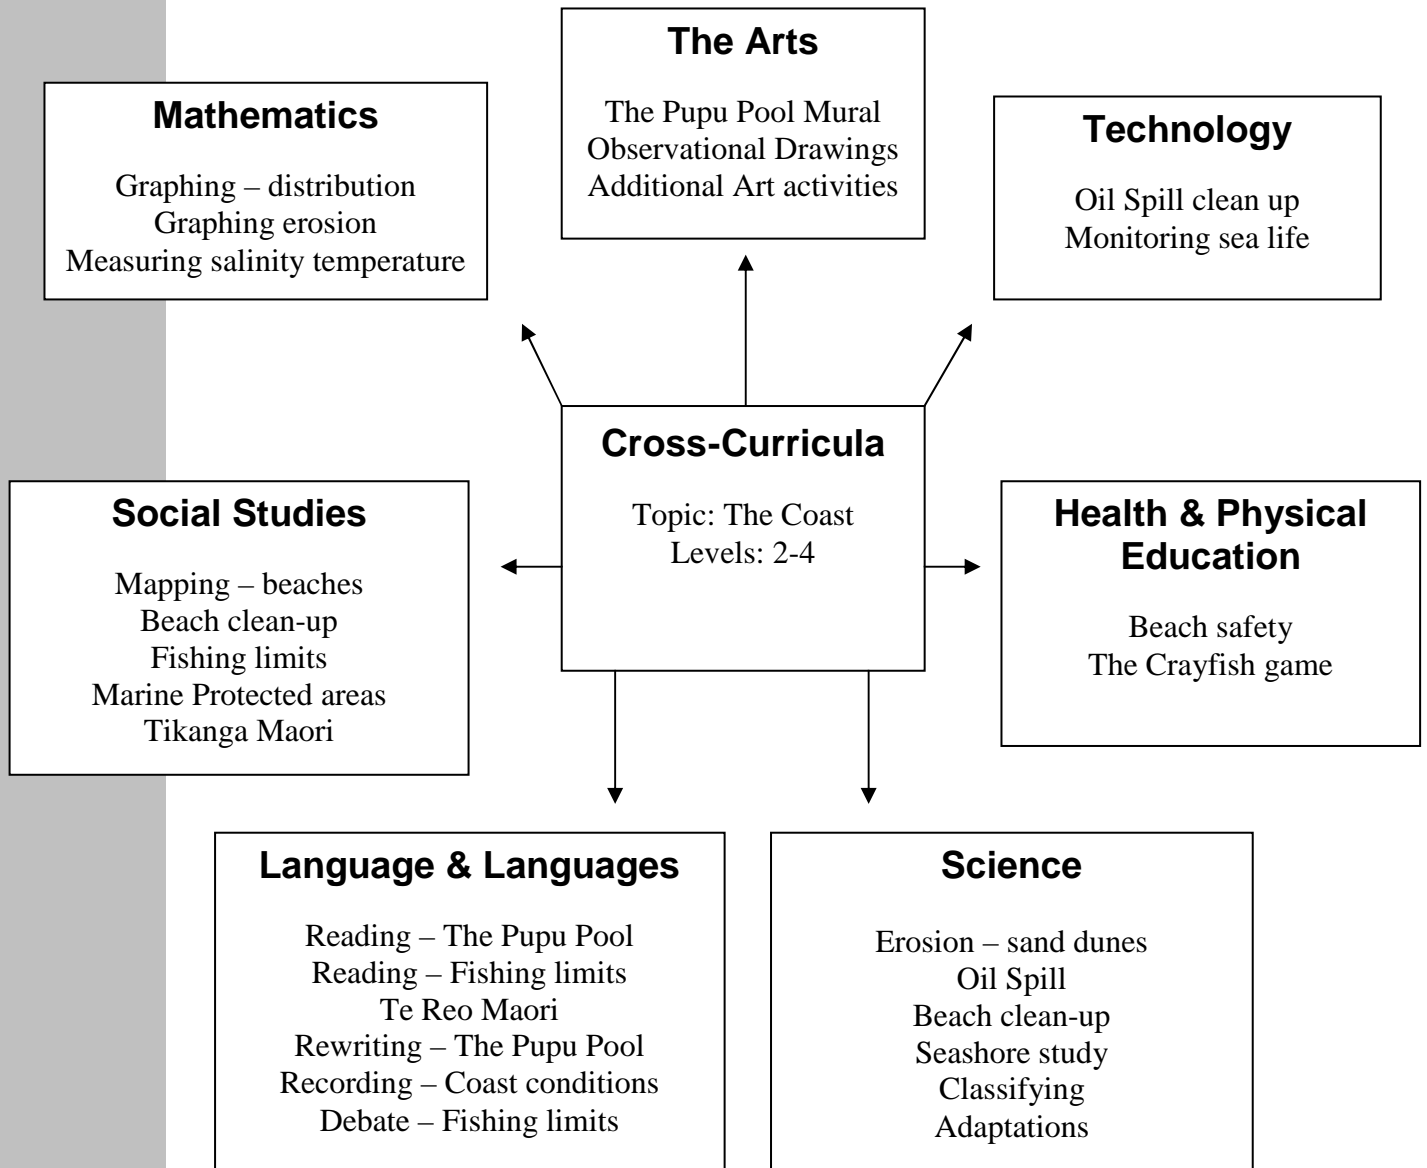 The Arts
The Pupu Pool Mural
Observational Drawings
Additional Art activities
Mathematics
Graphing – distribution
Graphing erosion
Measuring salinity temperature
Technology
Oil Spill clean up
Monitoring sea life
Cross-Curricula
Topic: The Coast
Levels: 2-4
Social Studies
Mapping – beaches
Beach clean-up
Fishing limits
Marine Protected areas
Tikanga Maori
Health & Physical
Education
Beach safety
The Crayfish game
Language & Languages
Reading – The Pupu Pool
Reading – Fishing limits
Te Reo Maori
Rewriting – The Pupu Pool
Recording – Coast conditions
Debate – Fishing limits
Science
Erosion – sand dunes
Oil Spill
Beach clean-up
Seashore study
Classifying
Adaptations